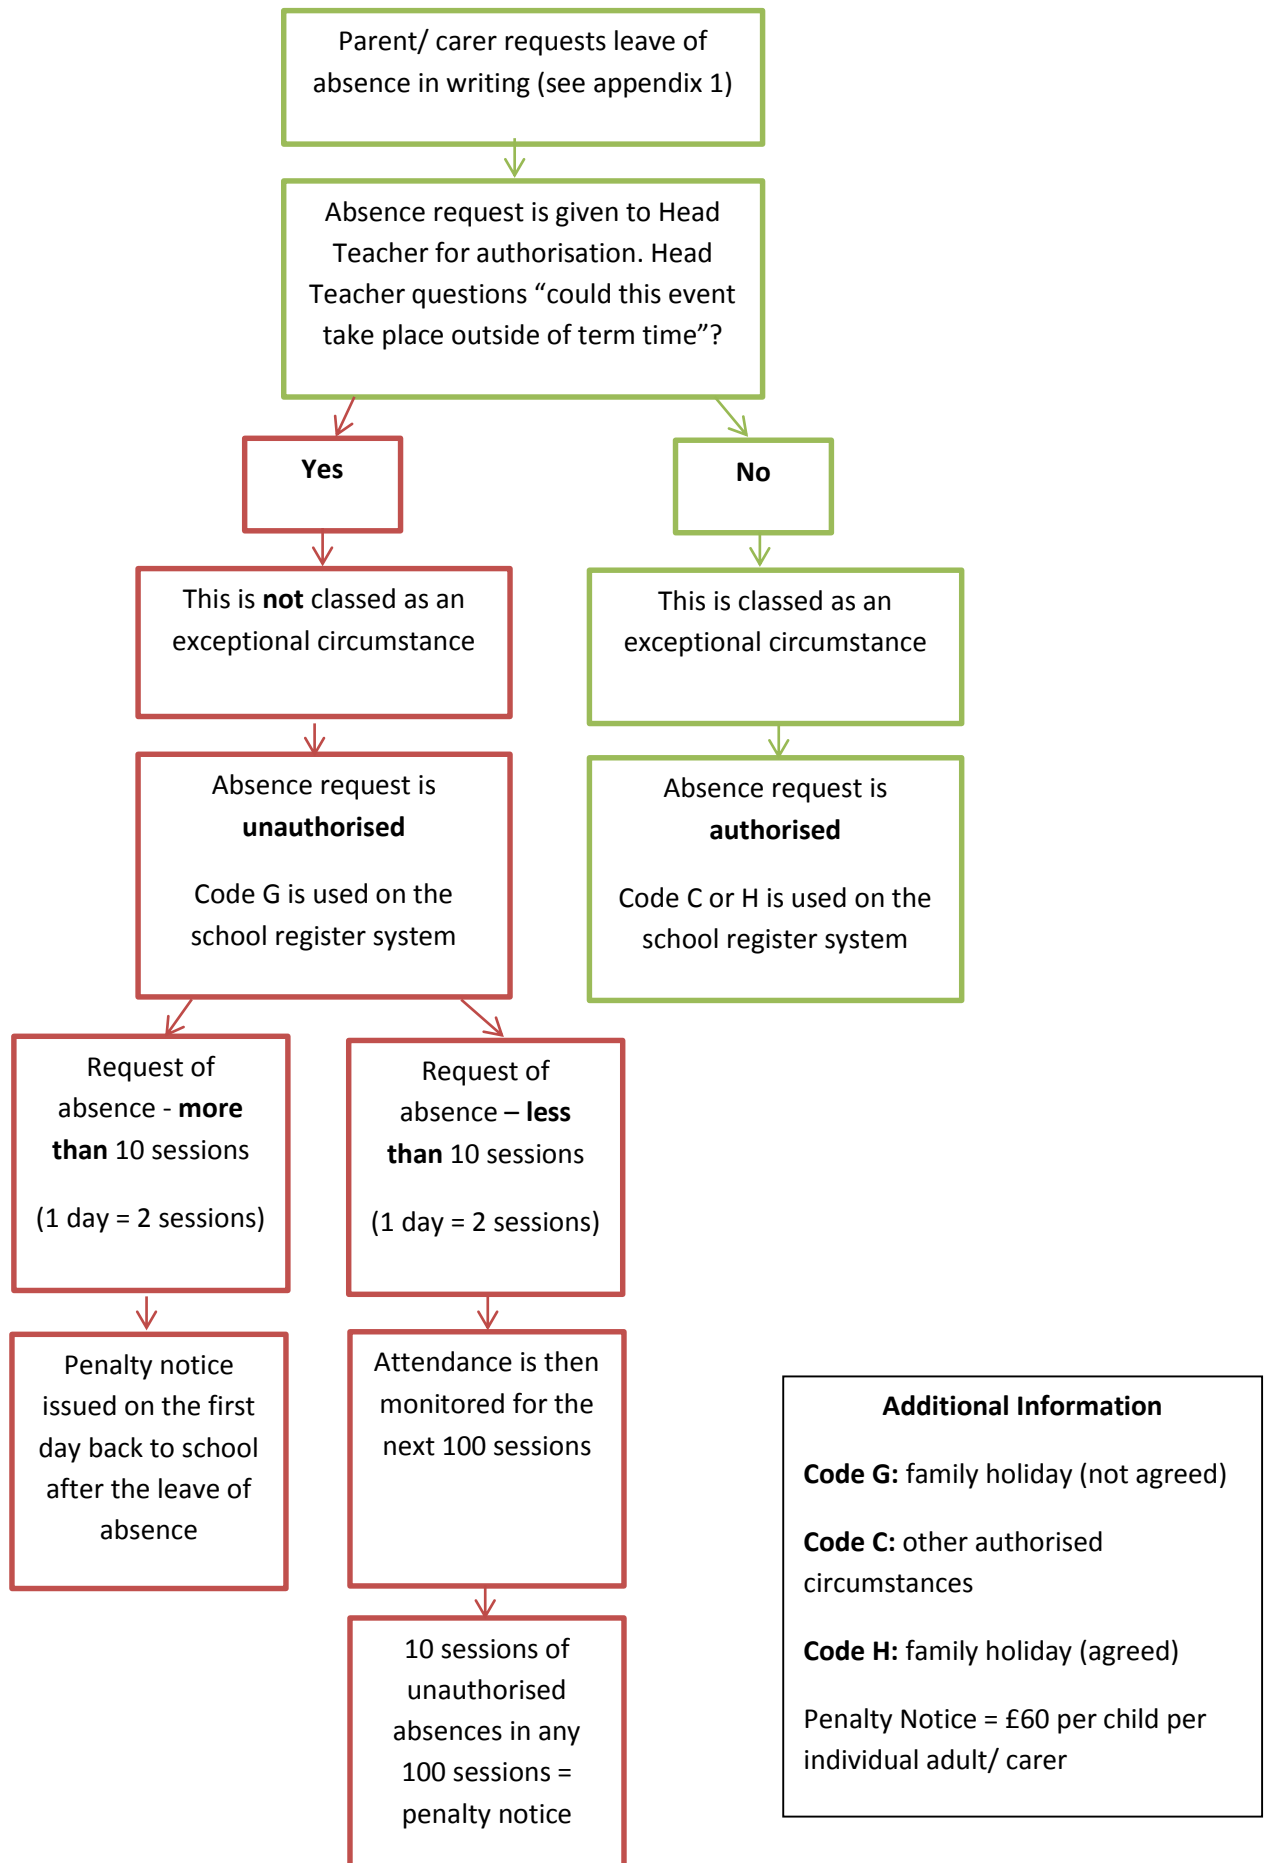 Parent/ carer requests leave of
absence in writing (see appendix 1)
Absence request is given to Head
Teacher for authorisation. Head
Teacher questions “could this event
take place outside of term time”?
Yes
No
This is not classed as an
exceptional circumstance
This is classed as an
exceptional circumstance
Absence request is
unauthorised
Code G is used on the
school register system
Absence request is
authorised
Code C or H is used on the
school register system
Request of
absence - more
than 10 sessions
(1 day = 2 sessions)
Request of
absence – less
than 10 sessions
(1 day = 2 sessions)
Penalty notice
issued on the first
day back to school
after the leave of
absence
Attendance is then
monitored for the
next 100 sessions
10 sessions of
unauthorised
absences in any
100 sessions =
penalty notice
Additional Information
Code G: family holiday (not agreed)
Code C: other authorised
circumstances
Code H: family holiday (agreed)
Penalty Notice = £60 per child per
individual adult/ carer